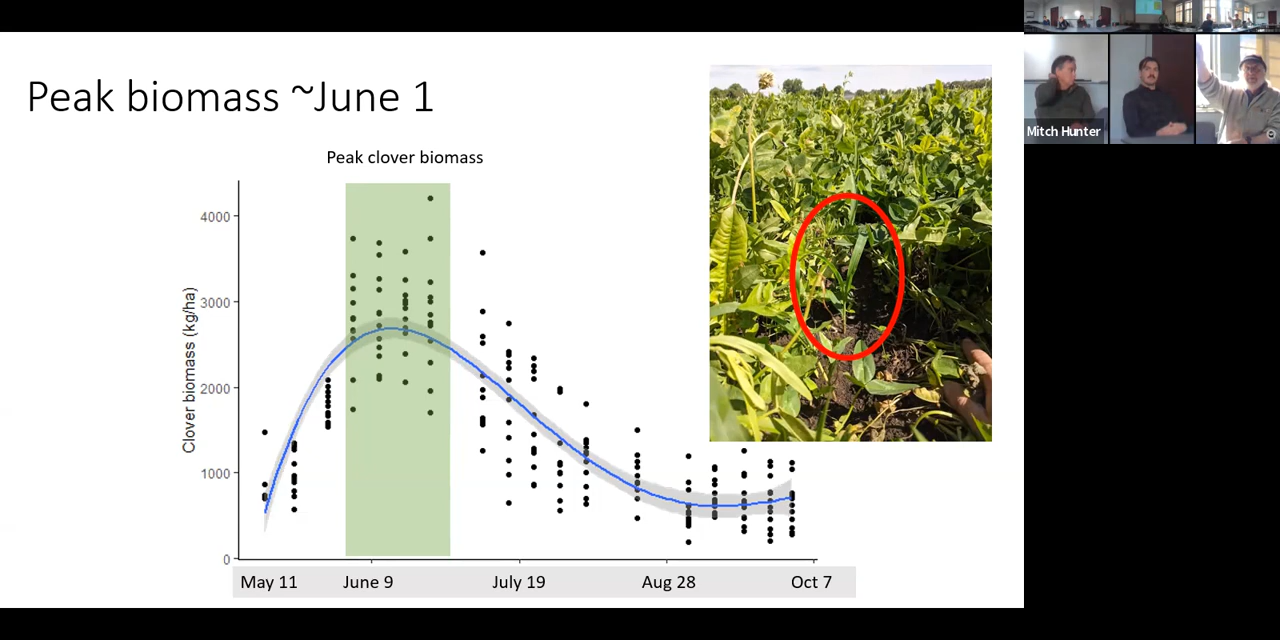 Peak biomass ~June 1
Peak clover biomass
Clover biomass (kg/ha)
4000
3000
2000
1000
0
May 11
June 9
July 19
Aug 28
Oct 7
Mitch Hunter